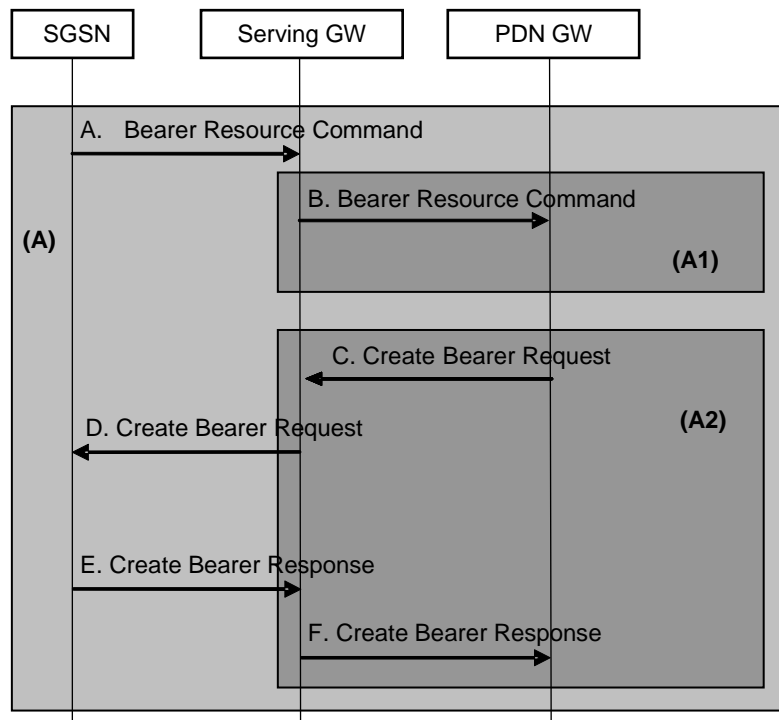 SGSN
Serving GW
PDN GW
A. Bearer Resource Command
B. Bearer Resource Command
(A)
(A1)
C. Create Bearer Request
D. Create Bearer Request
(A2)
E. Create Bearer Response
F. Create Bearer Response